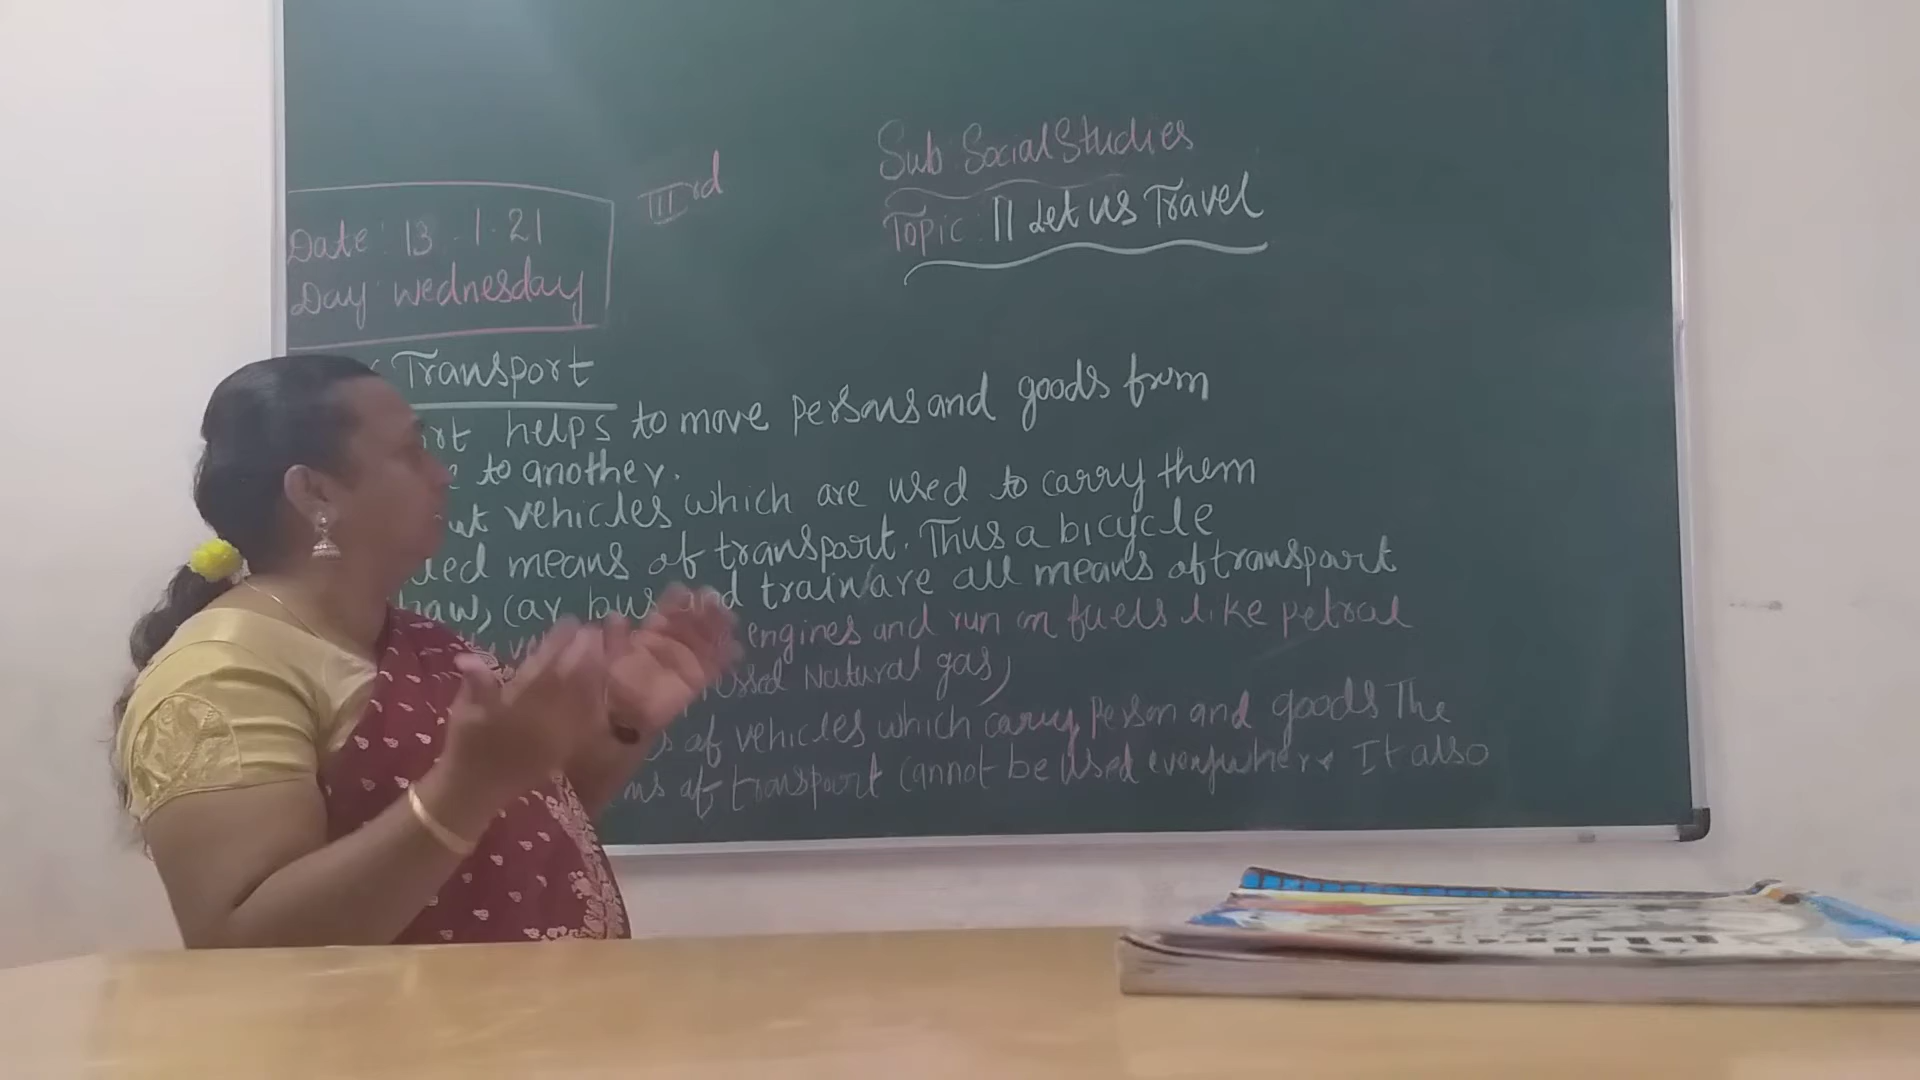 Sub: Social Studies
IIIrd
Topic: 11 Let us Travel
Date: 13.1.21
Day: Wednesday
Transport
helps to move persons and goods from
to another.
vehicles which are used to carry them
means of transport. Thus a bicycle
car bus and train are all means of transport
engines and run on fuels like petral
Natural gas)
of vehicles which carry person and goods The
of transport cannot be used everywhere. It also